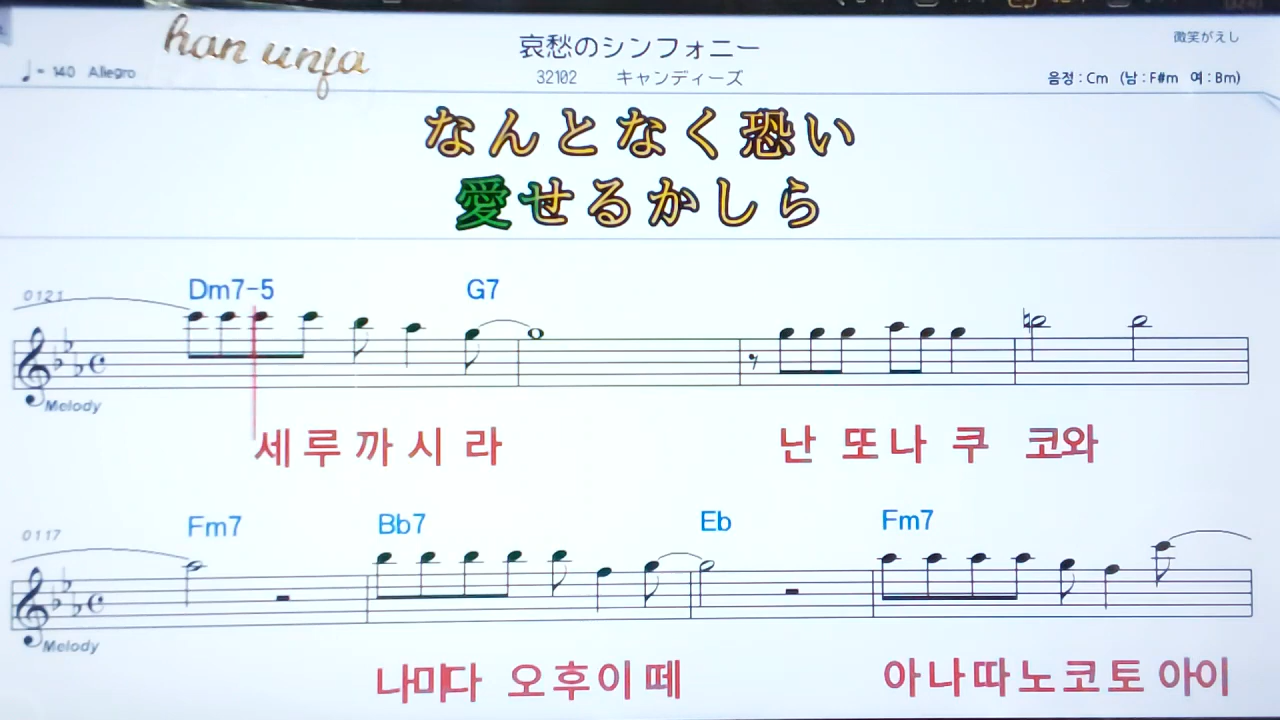 han unja
哀愁のシンフォニー
微笑がえし
♩= 140 Allegro
32102 キャンディーズ
음정 : Cm (남 : F#m 여 : Bm)
なんとなく恐い
愛せるかしら
0121 Dm7-5 G7
Melody
세 루 까 시 라 난 또 나 쿠 코와
0117 Fm7 Bb7 Eb Fm7
Melody
나미다 오 후 이 떼 아 나 따 노 코 토 아이